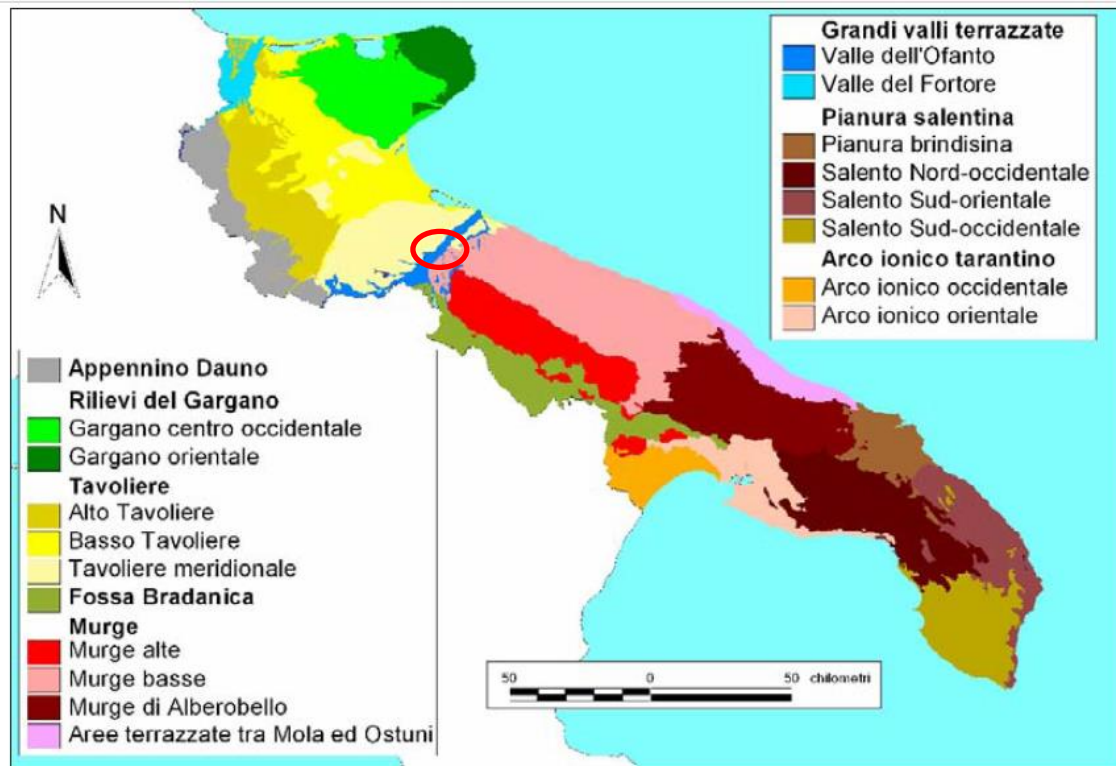 Grandi valli terrazzate
Valle dell'Ofanto
Valle del Fortore
Pianura salentina
Pianura brindisina
Salento Nord-occidentale
Salento Sud-orientale
Salento Sud-occidentale
Arco ionico tarantino
Arco ionico occidentale
Arco ionico orientale
N
Appennino Dauno
Rilievi del Gargano
Gargano centro occidentale
Gargano orientale
Tavoliere
Alto Tavoliere
Basso Tavoliere
Tavoliere meridionale
Fossa Bradanica
Murge
Murge alte
Murge basse
Murge di Alberobello
Aree terrazzate tra Mola ed Ostuni
50 0 50 chilometri